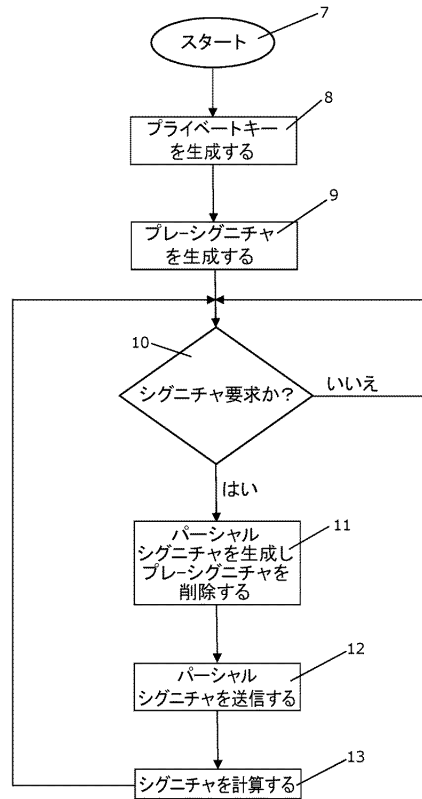 7
スタート
8
プライベートキー
を生成する
9
プレーシグニチャ
を生成する
10
シグニチャ要求か?
いいえ
はい
11
パーシャル
シグニチャを生成し
プレーシグニチャを
削除する
12
パーシャル
シグニチャを送信する
13
シグニチャを計算する